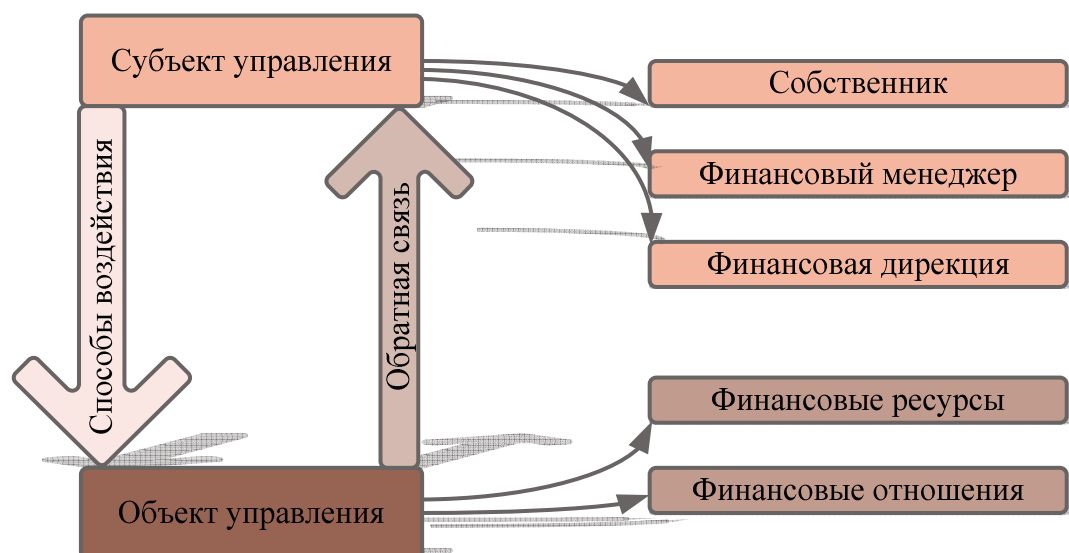 Субъект управления
Собственник
Финансовый менеджер
Финансовая дирекция
Способы воздействия
Обратная связь
Финансовые ресурсы
Финансовые отношения
Объект управления